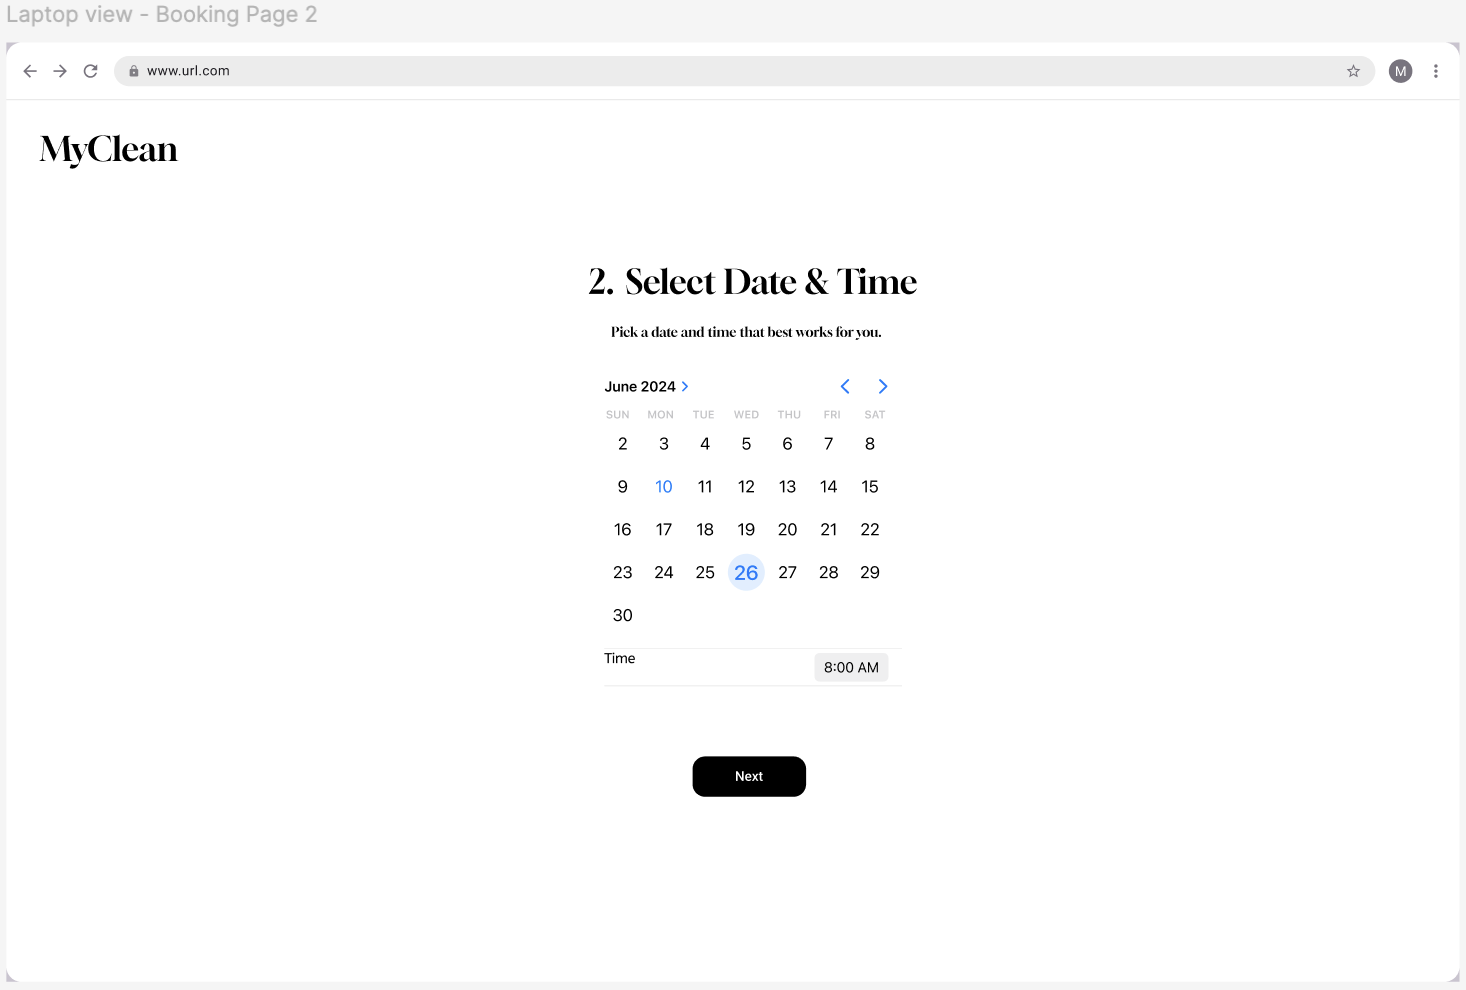 Laptop view - Booking Page 2
www.url.com
M
MyClean
2. Select Date & Time
Pick a date and time that best works for you.
June 2024
SUN MON TUE WED THU FRI SAT
2 3 4 5 6 7 8
9 10 11 12 13 14 15
16 17 18 19 20 21 22
23 24 25 26 27 28 29
30
Time 8:00 AM
Next